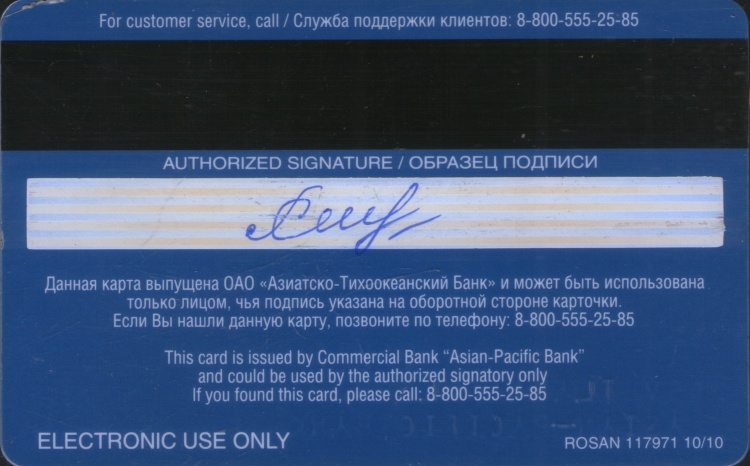 For customer service, call / Служба поддержки клиентов: 8-800-555-25-85
AUTHORIZED SIGNATURE / ОБРАЗЕЦ ПОДПИСИ
Данная карта выпущена ОАО «Азиатско-Тихоокеанский Банк» и может быть использована
только лицом, чья подпись указана на оборотной стороне карточки.
Если Вы нашли данную карту, позвоните по телефону: 8-800-555-25-85
This card is issued by Commercial Bank “Asian-Pacific Bank”
and could be used by the authorized signatory only
If you found this card, please call: 8-800-555-25-85
ELECTRONIC USE ONLY
ROSAN 117971 10/10